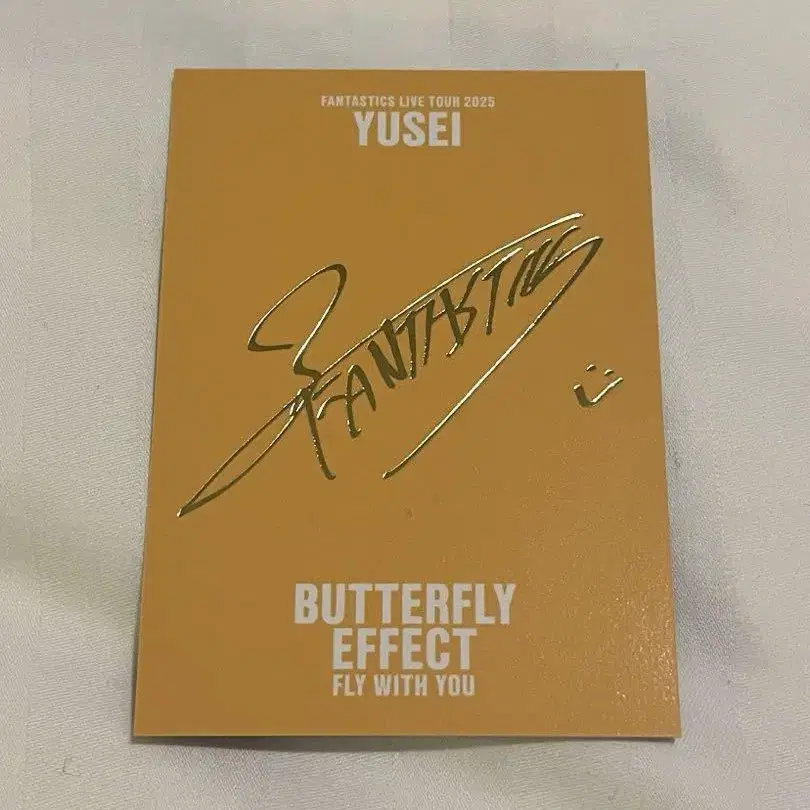 FANTASTICS LIVE TOUR 2025
YUSEI
FANTASTICS
BUTTERFLY
EFFECT
FLY WITH YOU